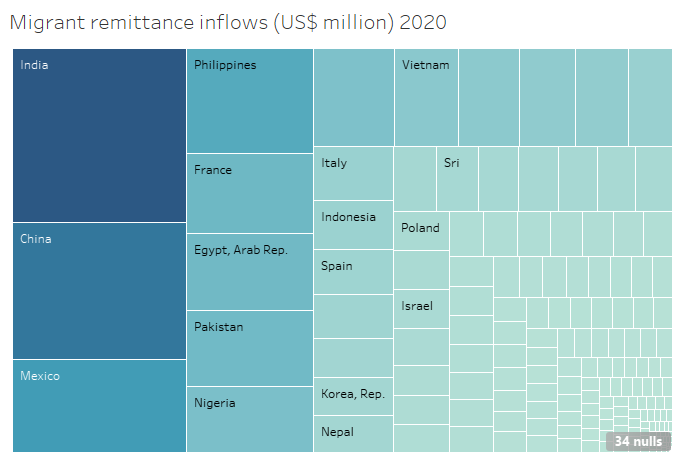 Migrant remittance inflows (US$ million) 2020
India
Philippines
Vietnam
France
Italy
Sri
Indonesia
Poland
China
Egypt, Arab Rep.
Spain
Israel
Pakistan
Mexico
Korea, Rep.
Nigeria
Nepal
34 nulls